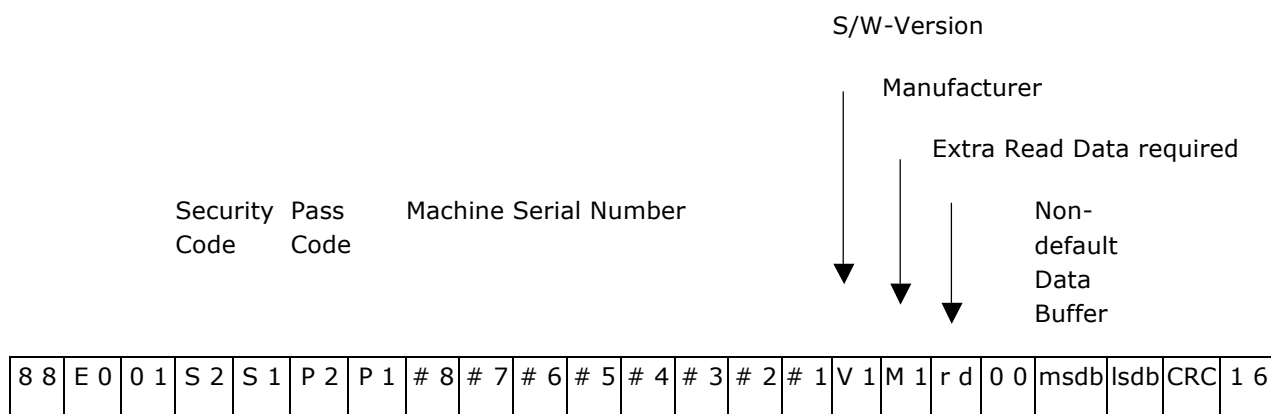 S/W-Version
Manufacturer
Extra Read Data required
Security Pass Machine Serial Number Non-
Code Code default
Data
Buffer
8 8 E 0 0 1 S 2 S 1 P 2 P 1 # 8 # 7 # 6 # 5 # 4 # 3 # 2 # 1 V 1 M 1 r d 0 0 msdb lsdb CRC 1 6